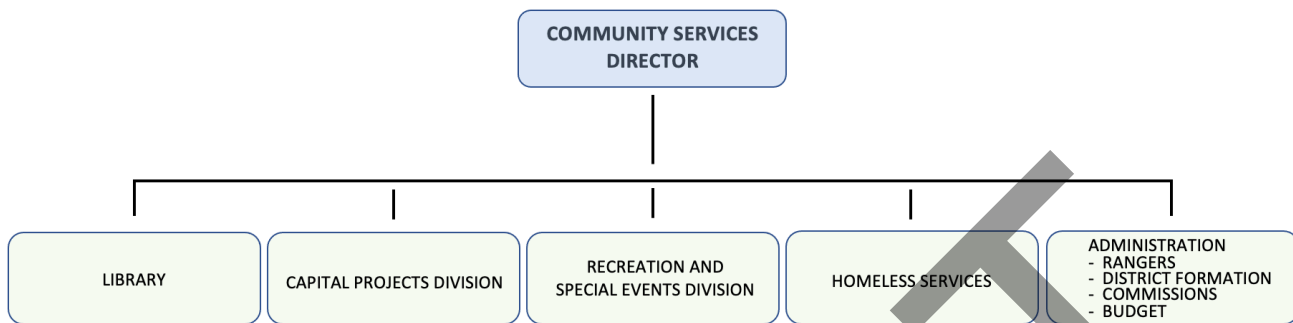 COMMUNITY SERVICES
DIRECTOR
LIBRARY
CAPITAL PROJECTS DIVISION
RECREATION AND
SPECIAL EVENTS DIVISION
HOMELESS SERVICES
ADMINISTRATION
- RANGERS
- DISTRICT FORMATION
- COMMISSIONS
- BUDGET